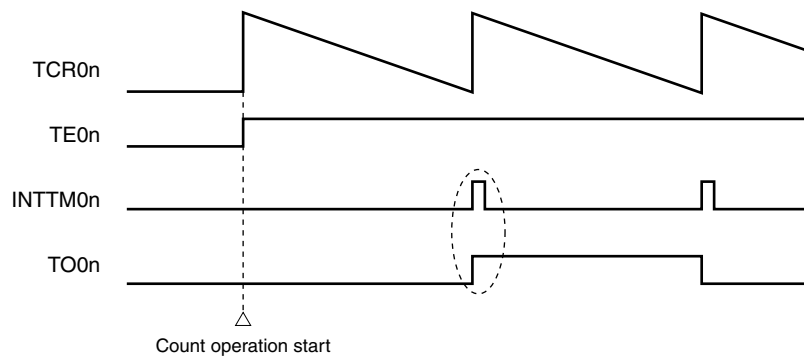 TCR0n
TE0n
INTTM0n
TO0n
Count operation start